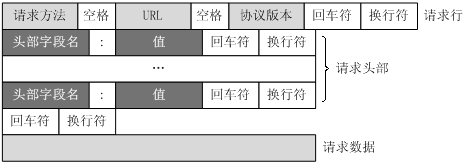 请求方法 空格 URL 空格 协议版本 回车符 换行符 请求行
头部字段名 : 值 回车符 换行符
...
请求头部
头部字段名 : 值 回车符 换行符
回车符 换行符
请求数据